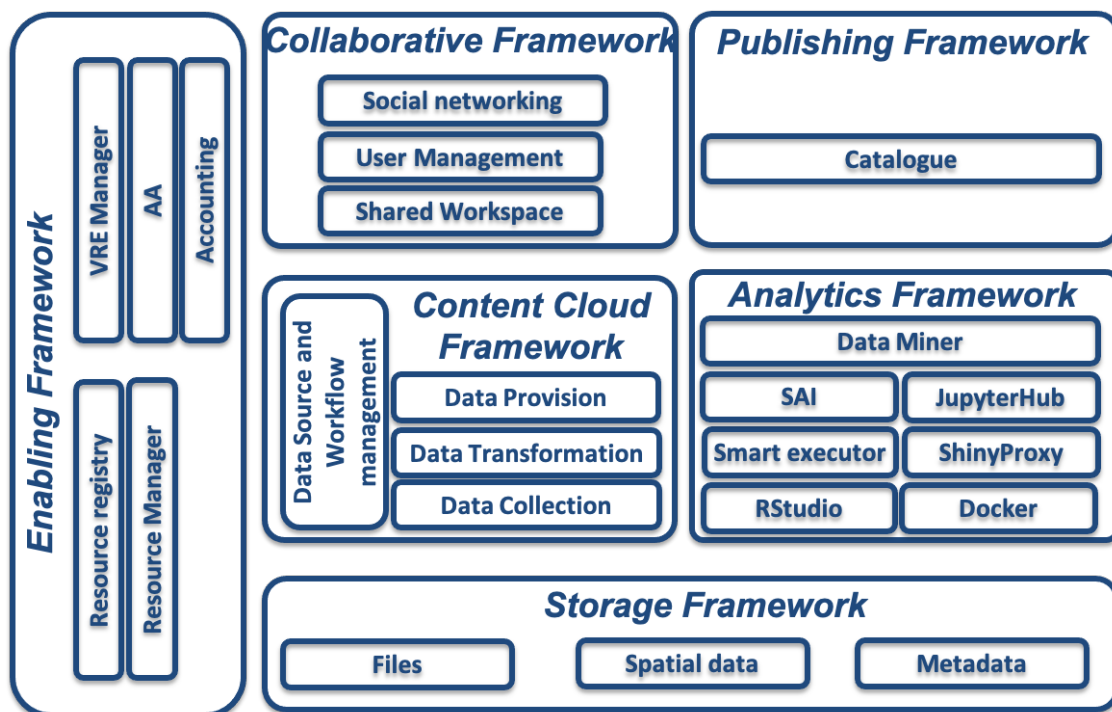 Enabling Framework
VRE Manager
AA
Accounting
Resource registry
Resource Manager
Collaborative Framework
Social networking
User Management
Shared Workspace
Publishing Framework
Catalogue
Data Source and
Workflow
management
Content Cloud
Framework
Data Provision
Data Transformation
Data Collection
Analytics Framework
Data Miner
SAI
JupyterHub
Smart executor
ShinyProxy
RStudio
Docker
Storage Framework
Files
Spatial data
Metadata